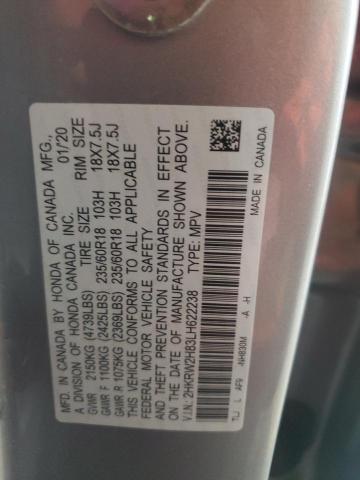 MFD. IN CANADA BY HONDA OF CANADA MFG.,
A DIVISION OF HONDA CANADA INC. 01/20
TIRE SIZE RIM SIZE
GVWR 2150KG (4739LBS)
GAWR F 1100KG (2425LBS) 235/60R18 103H 18X7.5J
GAWR R 1075KG (2369LBS) 235/60R18 103H 18X7.5J
THIS VEHICLE CONFORMS TO ALL APPLICABLE
FEDERAL MOTOR VEHICLE SAFETY
AND THEFT PREVENTION STANDARDS IN EFFECT
ON THE DATE OF MANUFACTURE SHOWN ABOVE.
V.I.N.: 2HKRW2H83LH622238 TYPE: MPV
MADE IN CANADA
TLJ L AP9 -NH830M -A -H